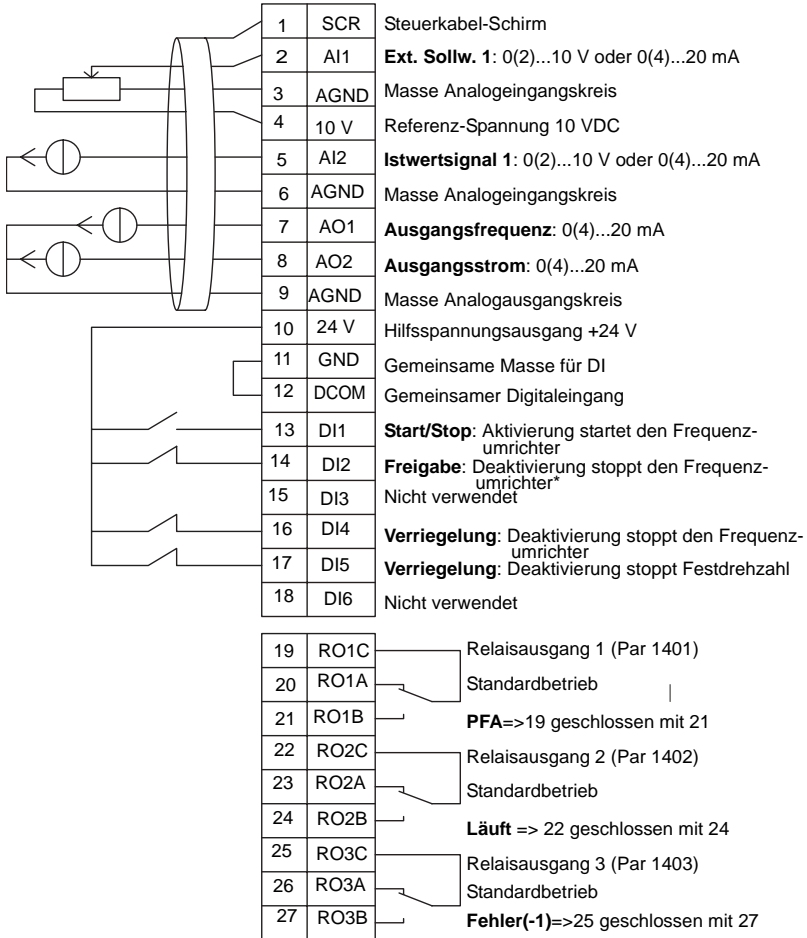 1 SCR Steuerkabel-Schirm
2 AI1 Ext. Sollw. 1: 0(2)...10 V oder 0(4)...20 mA
3 AGND Masse Analogeingangskreis
4 10 V Referenz-Spannung 10 VDC
5 AI2 Istwertsignal 1: 0(2)...10 V oder 0(4)...20 mA
6 AGND Masse Analogeingangskreis
7 AO1 Ausgangsfrequenz: 0(4)...20 mA
8 AO2 Ausgangsstrom: 0(4)...20 mA
9 AGND Masse Analogausgangskreis
10 24 V Hilfsspannungsausgang +24 V
11 GND Gemeinsame Masse für DI
12 DCOM Gemeinsamer Digitaleingang
13 DI1 Start/Stop: Aktivierung startet den Frequenz-
umrichter
14 DI2 Freigabe: Deaktivierung stoppt den Frequenz-
umrichter*
15 DI3 Nicht verwendet
16 DI4 Verriegelung: Deaktivierung stoppt den Frequenz-
umrichter
17 DI5 Verriegelung: Deaktivierung stoppt Festdrehzahl
18 DI6 Nicht verwendet
19 RO1C Relaisausgang 1 (Par 1401)
20 RO1A Standardbetrieb
21 RO1B PFA=>19 geschlossen mit 21
22 RO2C Relaisausgang 2 (Par 1402)
23 RO2A Standardbetrieb
24 RO2B Läuft => 22 geschlossen mit 24
25 RO3C Relaisausgang 3 (Par 1403)
26 RO3A Standardbetrieb
27 RO3B Fehler(-1)=>25 geschlossen mit 27